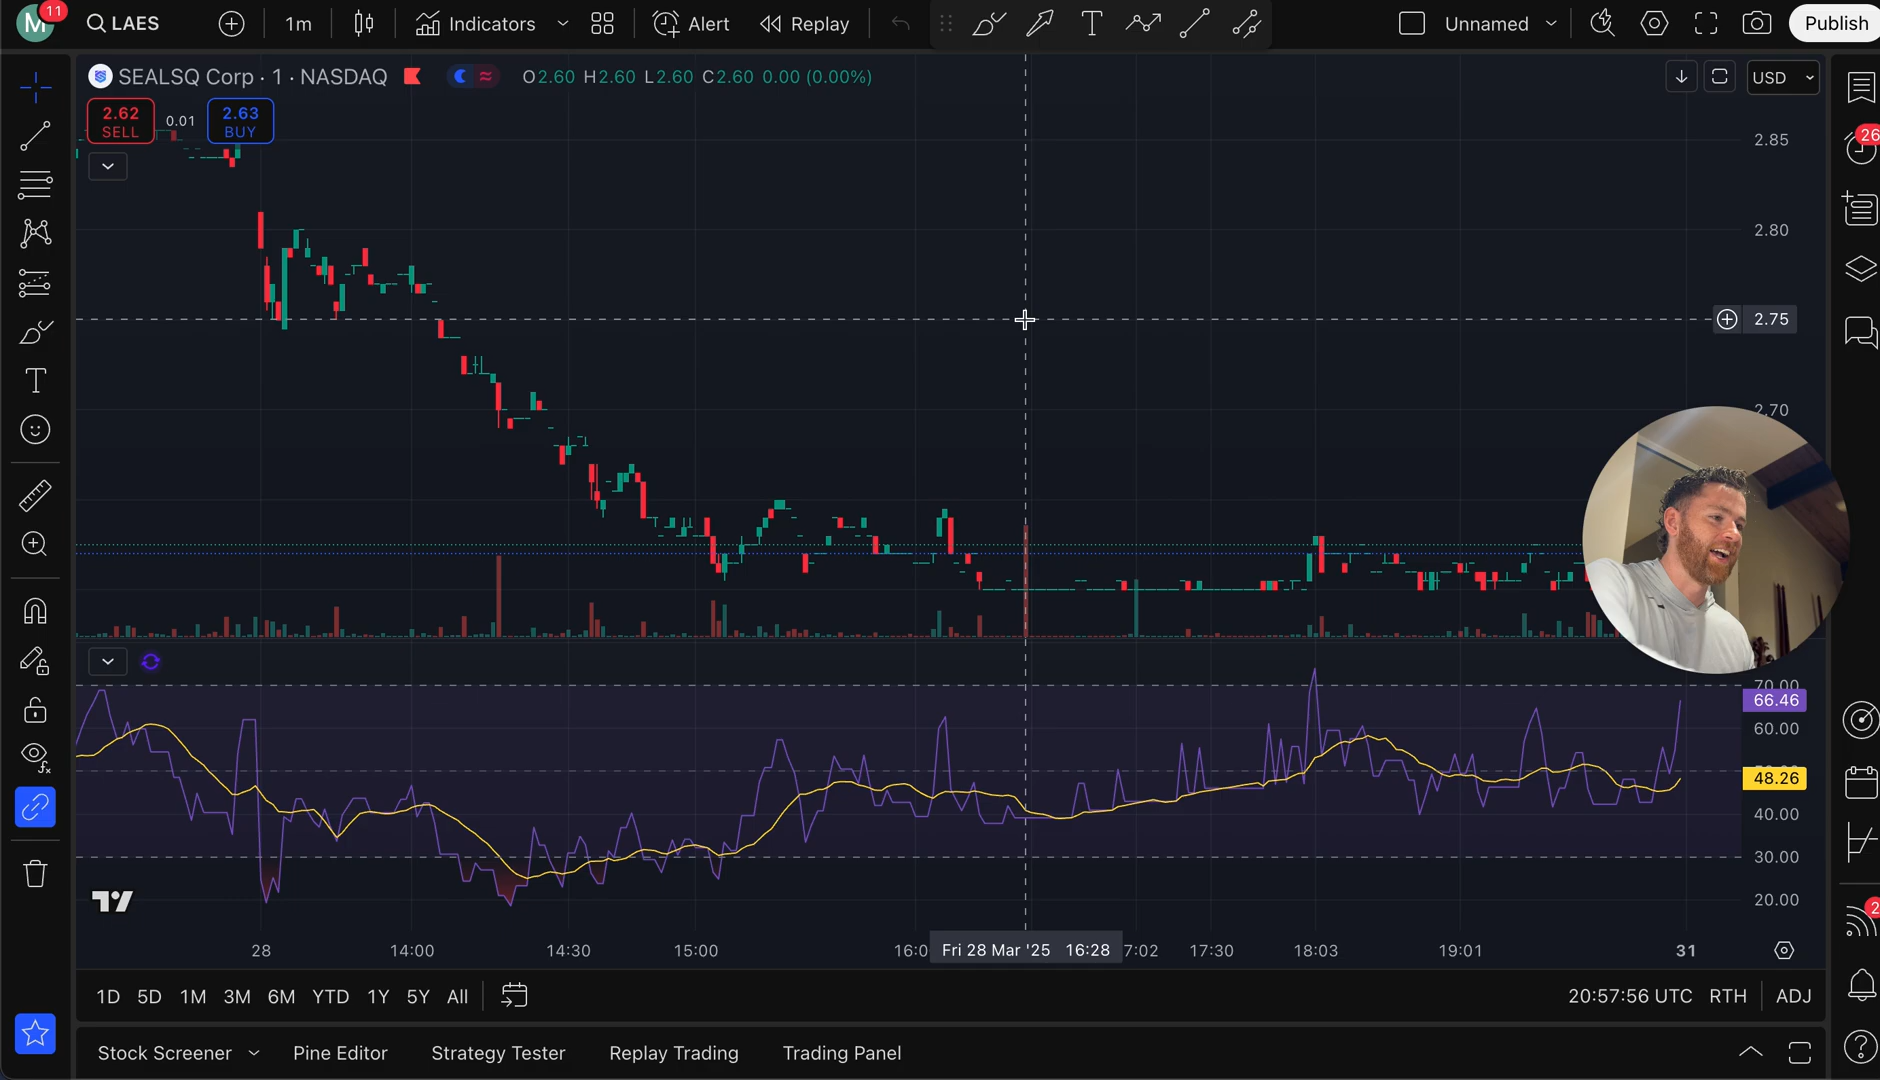 M
11
LAES
1m
Indicators
Alert
Replay
Unnamed
Publish
SEALSQ Corp · 1 · NASDAQ
O2.60 H2.60 L2.60 C2.60 0.00 (0.00%)
USD
2.62
SELL
0.01
2.63
BUY
26
2.85
2.80
2.75
2.70
70.00
66.46
60.00
48.26
40.00
30.00
20.00
2
28
14:00
14:30
15:00
16:0
Fri 28 Mar '25 16:28
7:02
17:30
18:03
19:01
31
1D 5D 1M 3M 6M YTD 1Y 5Y All
20:57:56 UTC RTH ADJ
Stock Screener
Pine Editor
Strategy Tester
Replay Trading
Trading Panel